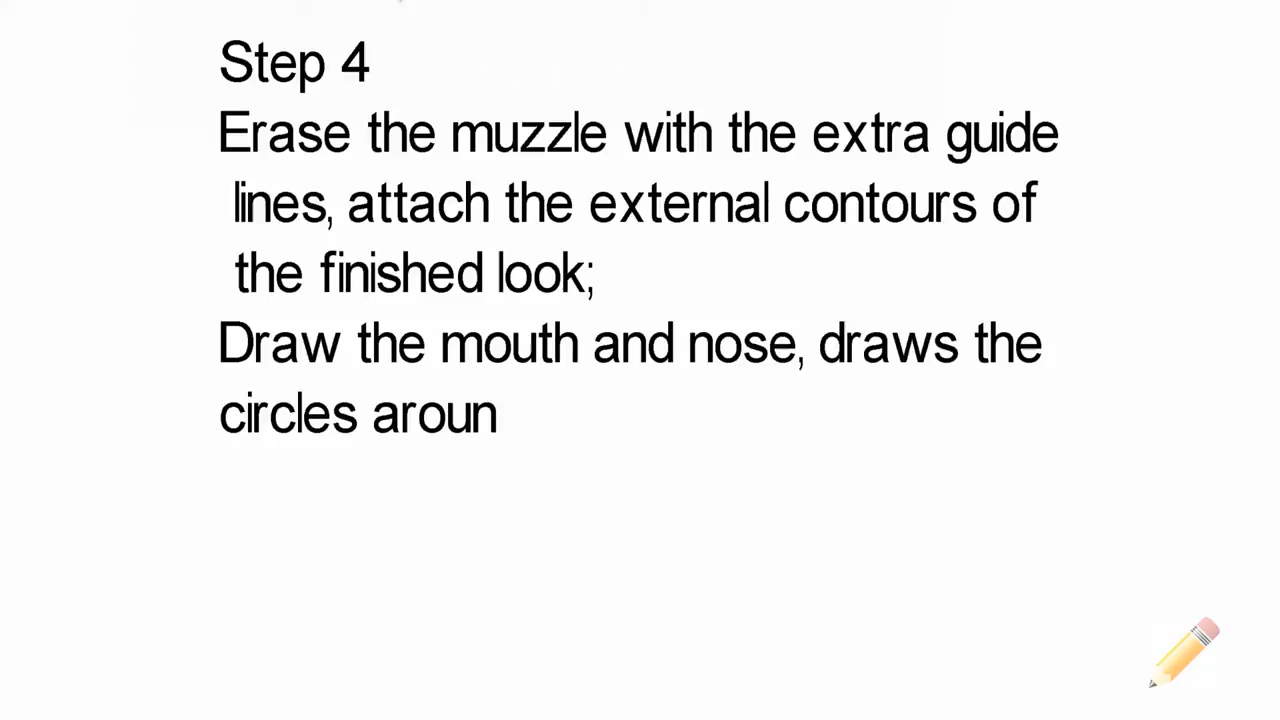 Step 4
Erase the muzzle with the extra guide
lines, attach the external contours of
the finished look;
Draw the mouth and nose, draws the
circles aroun